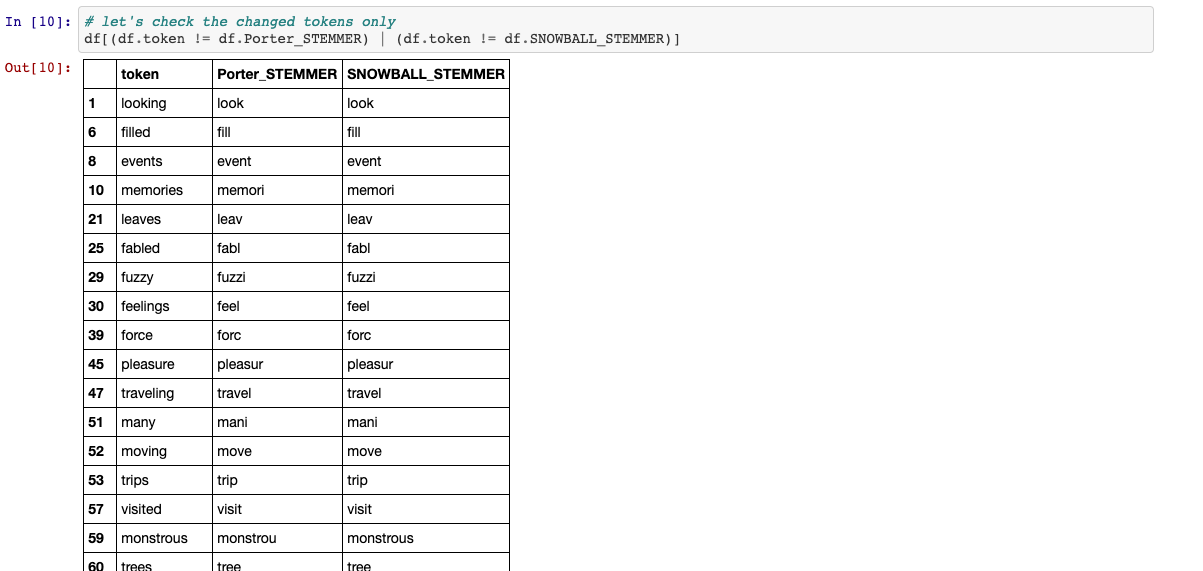 In [10]: # let's check the changed tokens only
df[(df.token != df.Porter_STEMMER) | (df.token != df.SNOWBALL_STEMMER)]
Out[10]:
token Porter_STEMMER SNOWBALL_STEMMER
1 looking look look
6 filled fill fill
8 events event event
10 memories memori memori
21 leaves leav leav
25 fabled fabl fabl
29 fuzzy fuzzi fuzzi
30 feelings feel feel
39 force forc forc
45 pleasure pleasur pleasur
47 traveling travel travel
51 many mani mani
52 moving move move
53 trips trip trip
57 visited visit visit
59 monstrous monstrou monstrous
60 trees tree tree